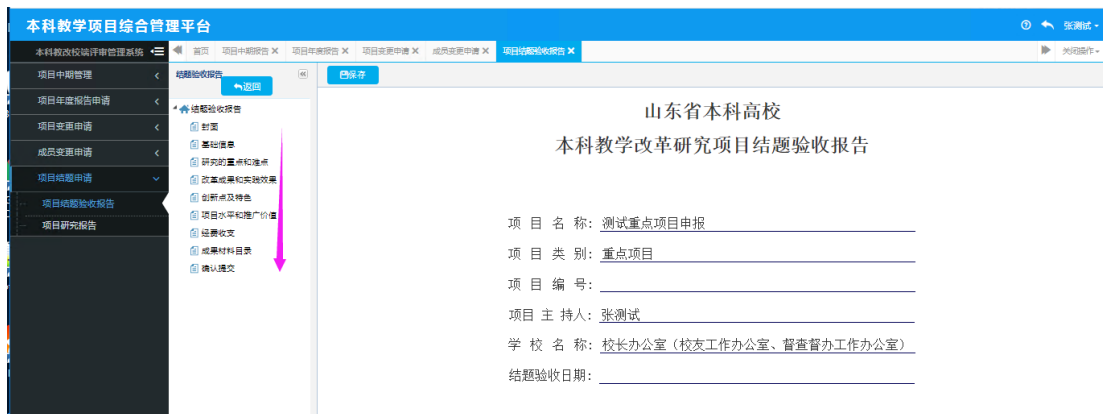 本科教学项目综合管理平台
张测试
本科教改校端评审管理系统
首页 项目中期报告 项目年度报告 项目变更申请 成员变更申请 项目结题验收报告 关闭操作
项目中期管理
项目年度报告申请
项目变更申请
成员变更申请
项目结题申请
项目结题验收报告
项目研究报告
结题验收报告
返回
结题验收报告
封面
基础信息
研究的重点和难点
改革成果和实践效果
创新点及特色
项目水平和推广价值
经费收支
成果材料目录
确认提交
保存
山东省本科高校
本科教学改革研究项目结题验收报告
项 目 名 称: 测试重点项目申报
项 目 类 别: 重点项目
项 目 编 号:
项目 主 持人: 张测试
学 校 名 称: 校长办公室（校友工作办公室、督查督办工作办公室）
结题验收日期: